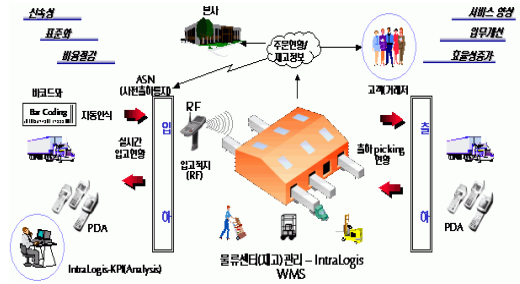 신속성
표준화
비용절감
본사
주문현황/
재고정보
서비스 향상
업무개선
효율성증가
고객(거래처)
ASN
(사전출하통지)
바코드와
Bar Coding
자동인식
실시간
입고현황
PDA
입
하
RF
입고적치
(RF)
출하 picking
현황
출
하
PDA
IntraLogis-KPI(Analysis)
물류센터(재고)관리 – IntraLogis
WMS